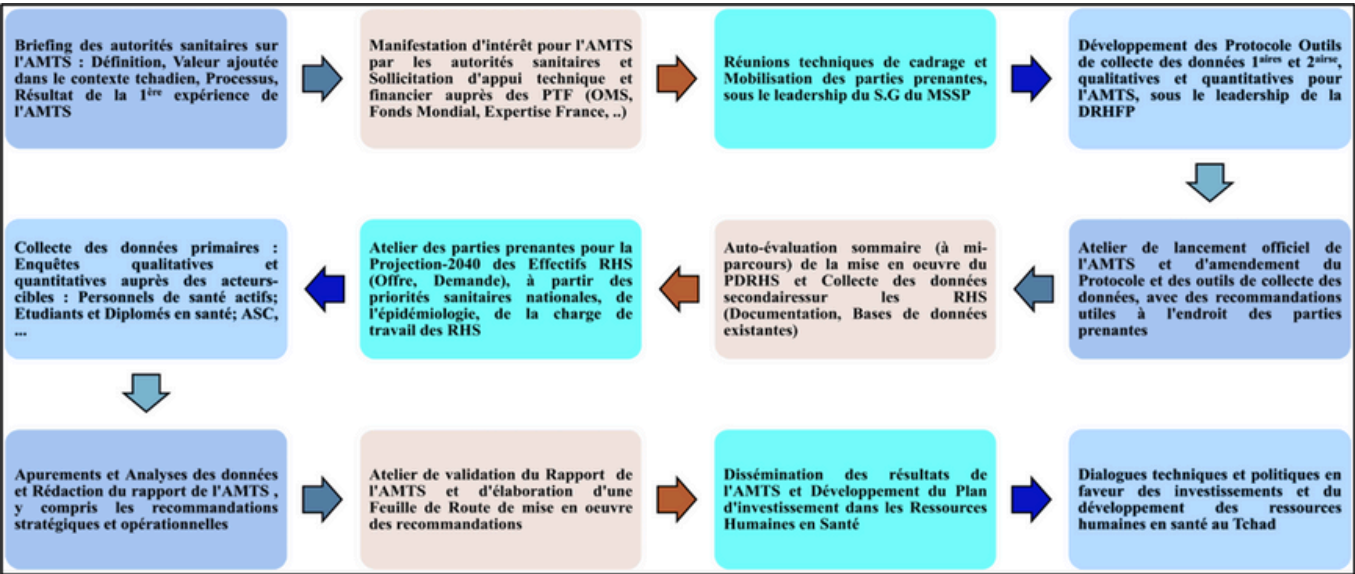 Briefing des autorités sanitaires sur
l'AMTS : Définition, Valeur ajoutée
dans le contexte tchadien, Processus,
Résultat de la 1ère expérience de
l'AMTS
Manifestation d'intérêt pour l'AMTS
par les autorités sanitaires et
Sollicitation d'appui technique et
financier auprès des PTF (OMS,
Fonds Mondial, Expertise France, ..)
Réunions techniques de cadrage et
Mobilisation des parties prenantes,
sous le leadership du S.G du MSSP
Développement des Protocole Outils
de collecte des données 1aires et 2airse,
qualitatives et quantitatives pour
l'AMTS, sous le leadership de la
DRHFP
Collecte des données primaires :
Enquêtes qualitatives et
quantitatives auprès des acteurs-
cibles : Personnels de santé actifs;
Etudiants et Diplomés en santé; ASC,
...
Atelier des parties prenantes pour la
Projection-2040 des Effectifs RHS
(Offre, Demande), à partir des
priorités sanitaires nationales, de
l'épidémiologie, de la charge de
travail des RHS
Auto-évaluation sommaire (à mi-
parcours) de la mise en oeuvre du
PDRHS et Collecte des données
secondairessur les RHS
(Documentation, Bases de données
existantes)
Atelier de lancement officiel de
l'AMTS et d'amendement du
Protocole et des outils de collecte des
données, avec des recommandations
utiles à l'endroit des parties
prenantes
Apurements et Analyses des données
et Rédaction du rapport de l'AMTS ,
y compris les recommandations
stratégiques et opérationnelles
Atelier de validation du Rapport de
l'AMTS et d'élaboration d'une
Feuille de Route de mise en oeuvre
des recommandations
Dissémination des résultats de
l'AMTS et Développement du Plan
d'investissement dans les Ressources
Humaines en Santé
Dialogues techniques et politiques en
faveur des investissements et du
développement des ressources
humaines en santé au Tchad